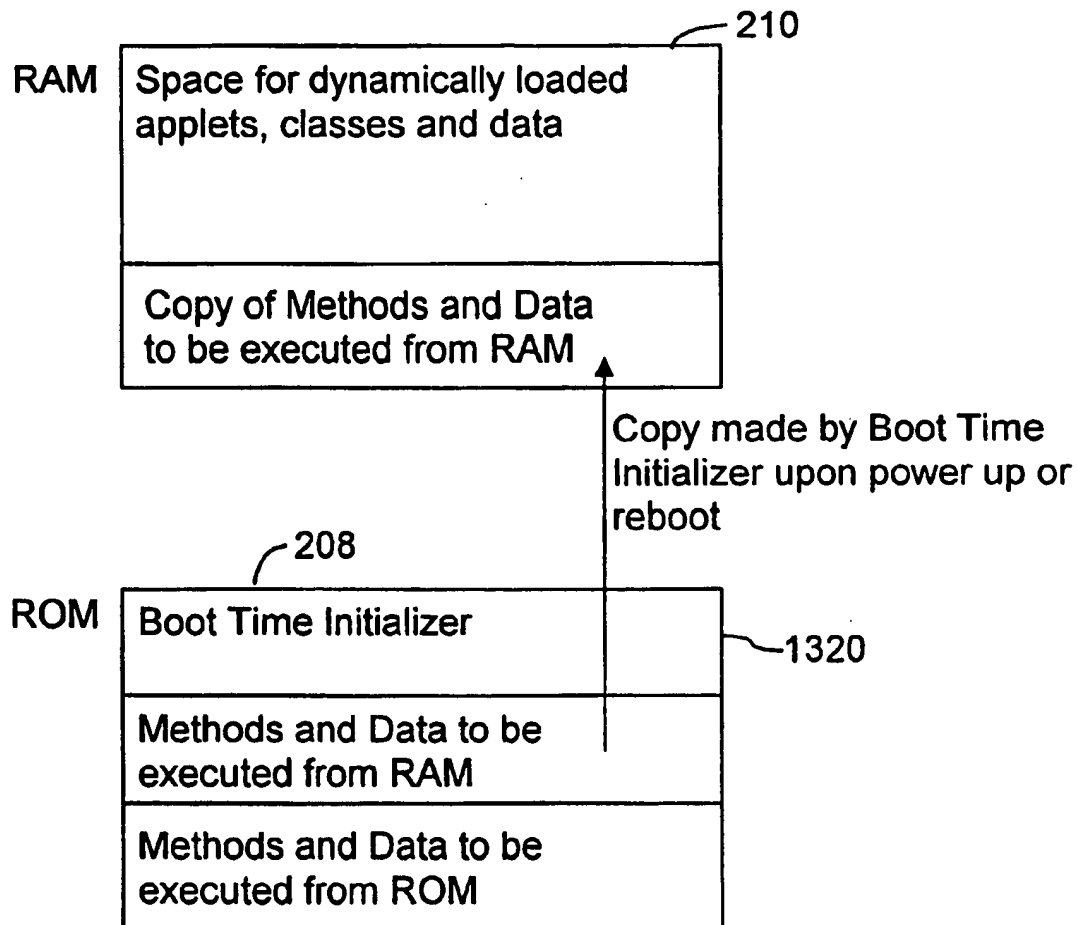 210
RAM
Space for dynamically loaded
applets, classes and data
Copy of Methods and Data
to be executed from RAM
Copy made by Boot Time
Initializer upon power up or
reboot
208
ROM
Boot Time Initializer
1320
Methods and Data to be
executed from RAM
Methods and Data to be
executed from ROM